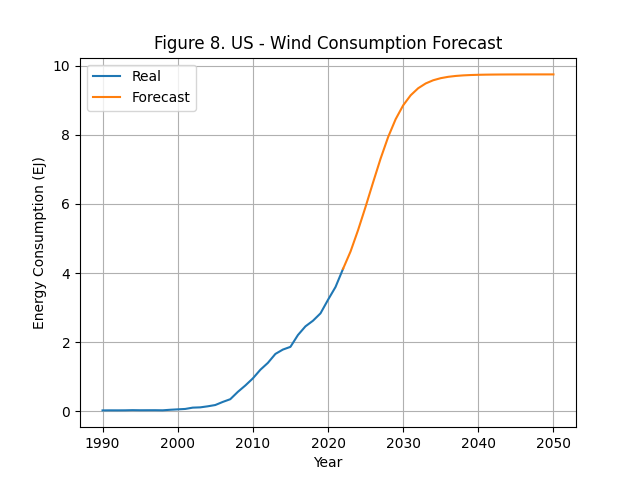 Figure 8. US - Wind Consumption Forecast
Real
Forecast
Energy Consumption (EJ)
10
8
6
4
2
0
1990 2000 2010 2020 2030 2040 2050
Year